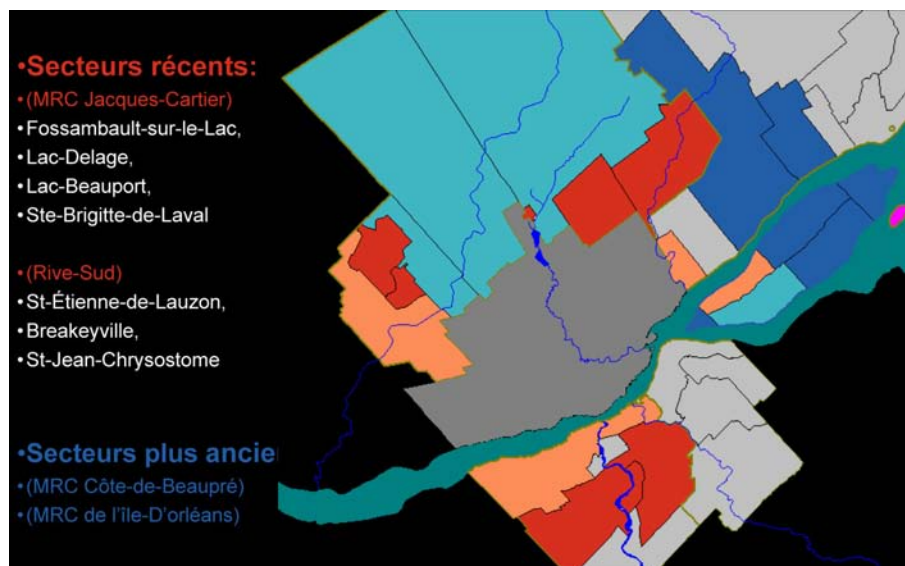 •Secteurs récents:
•(MRC Jacques-Cartier)
•Fossambault-sur-le-Lac,
•Lac-Delage,
•Lac-Beauport,
•Ste-Brigitte-de-Laval
•(Rive-Sud)
•St-Étienne-de-Lauzon,
•Breakeyville,
•St-Jean-Chrysostome
•Secteurs plus ancie
•(MRC Côte-de-Beaupré)
•(MRC de l'île-D'orléans)